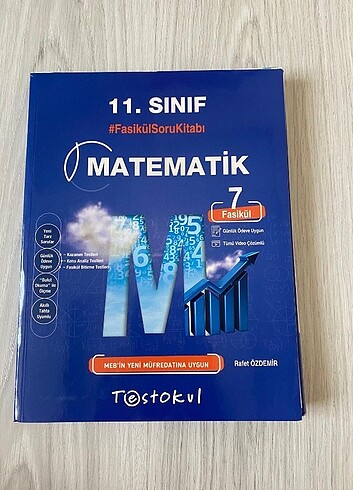 11. SINIF
#FasikülSoruKitabı
MATEMATİK
7
Fasikül
Günlük Ödeve Uygun
Tümü Video Çözümlü
Yeni
Tarz
Sorular
Günlük
Ödeve
Uygun
"Bulut
Okuma" ile
Ölçme
Akıllı
Tahta
Uyumlu
• Kazanım Testleri
• Konu Analiz Testleri
• Fasikül Bitirme Testleri
MEB'İN YENİ MÜFREDATINA UYGUN
Rafet ÖZDEMİR
Testokul